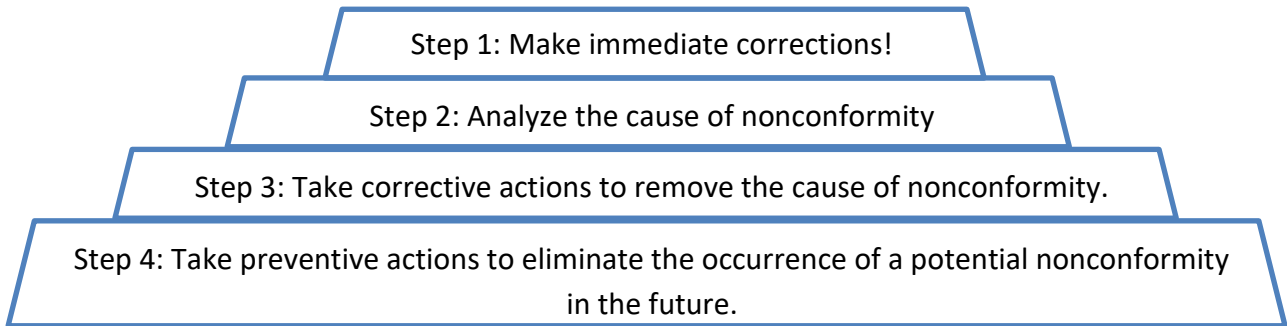 Step 1: Make immediate corrections!
Step 2: Analyze the cause of nonconformity
Step 3: Take corrective actions to remove the cause of nonconformity.
Step 4: Take preventive actions to eliminate the occurrence of a potential nonconformity
in the future.